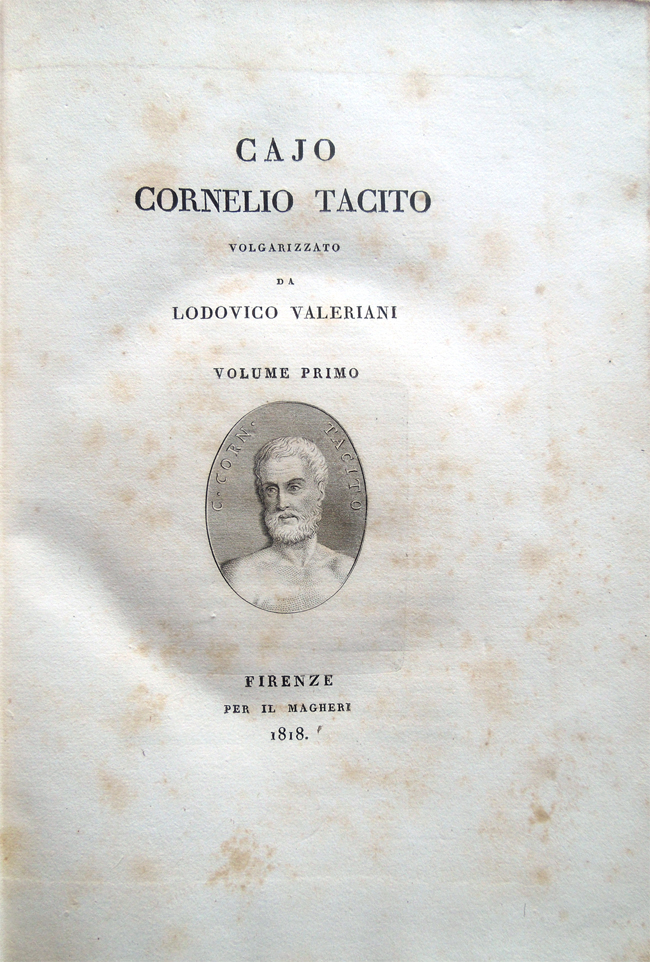 CAJO
CORNELIO TACITO
VOLGARIZZATO
DA
LODOVICO VALERIANI
VOLUME PRIMO
C. CORN. TACITO
FIRENZE
PER IL MAGHERI
1818.